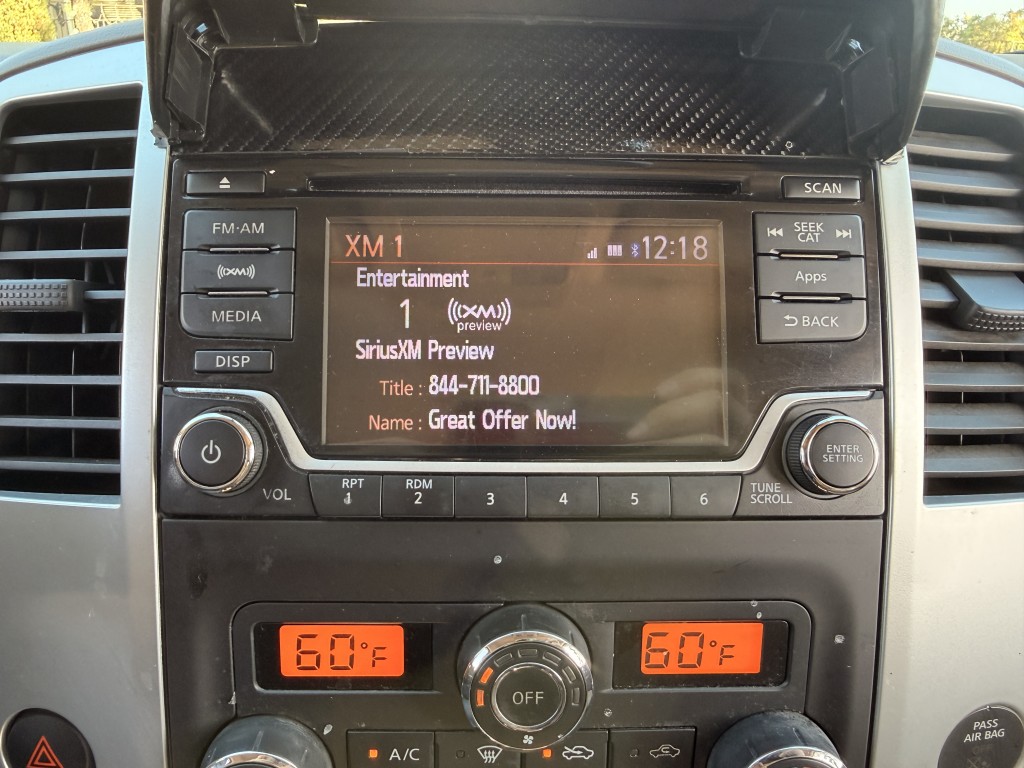 SCAN
FM·AM
SEEK
CAT
XM
Apps
MEDIA
BACK
DISP
XM 1
12:18
Entertainment
1
XM
preview
SiriusXM Preview
Title : 844-711-8800
Name : Great Offer Now!
VOL
RPT
1
RDM
2
3
4
5
6
TUNE
SCROLL
ENTER
SETTING
60°F
OFF
60°F
A/C
PASS
AIR BAG